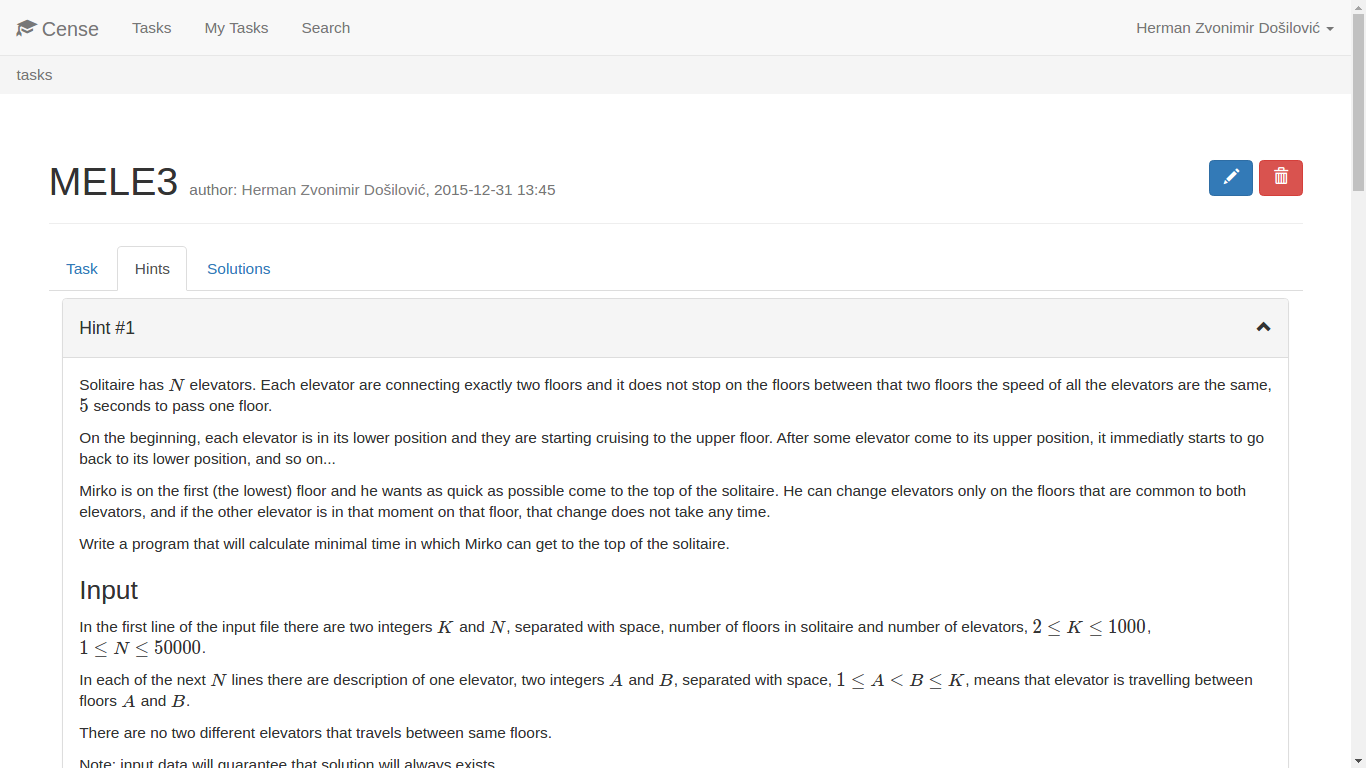 Cense Tasks My Tasks Search Herman Zvonimir Došilović
tasks
MELE3 author: Herman Zvonimir Došilović, 2015-12-31 13:45
Task Hints Solutions
Hint #1
Solitaire has N elevators. Each elevator are connecting exactly two floors and it does not stop on the floors between that two floors the speed of all the elevators are the same,
5 seconds to pass one floor.
On the beginning, each elevator is in its lower position and they are starting cruising to the upper floor. After some elevator come to its upper position, it immediatly starts to go
back to its lower position, and so on...
Mirko is on the first (the lowest) floor and he wants as quick as possible come to the top of the solitaire. He can change elevators only on the floors that are common to both
elevators, and if the other elevator is in that moment on that floor, that change does not take any time.
Write a program that will calculate minimal time in which Mirko can get to the top of the solitaire.
Input
In the first line of the input file there are two integers K and N, separated with space, number of floors in solitaire and number of elevators, 2 ≤ K ≤ 1000,
1 ≤ N ≤ 50000.
In each of the next N lines there are description of one elevator, two integers A and B, separated with space, 1 ≤ A < B ≤ K, means that elevator is travelling between
floors A and B.
There are no two different elevators that travels between same floors.
Note: input data will guarantee that solution will always exists.